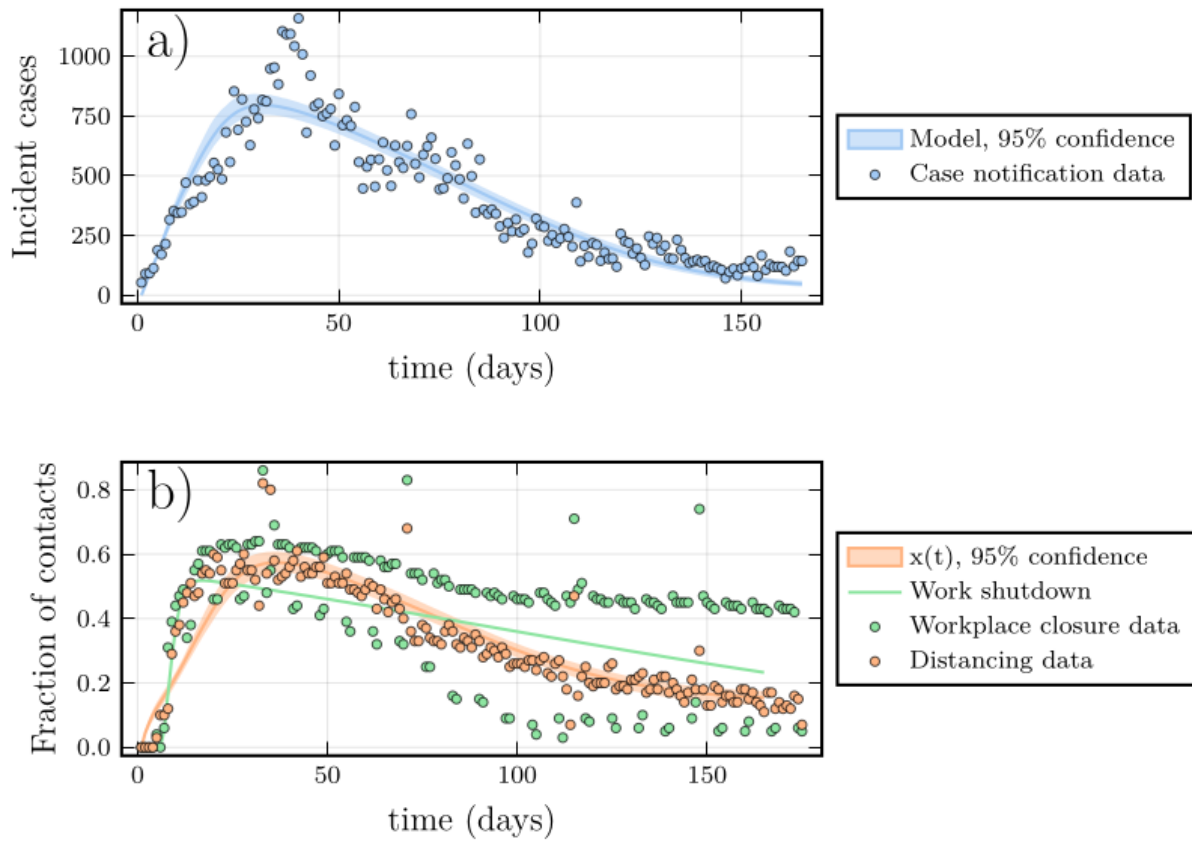 a)
Incident cases
1000
750
500
250
0
0 50 100 150
time (days)
Model, 95% confidence
Case notification data
b)
Fraction of contacts
0.8
0.6
0.4
0.2
0.0
0 50 100 150
time (days)
x(t), 95% confidence
Work shutdown
Workplace closure data
Distancing data